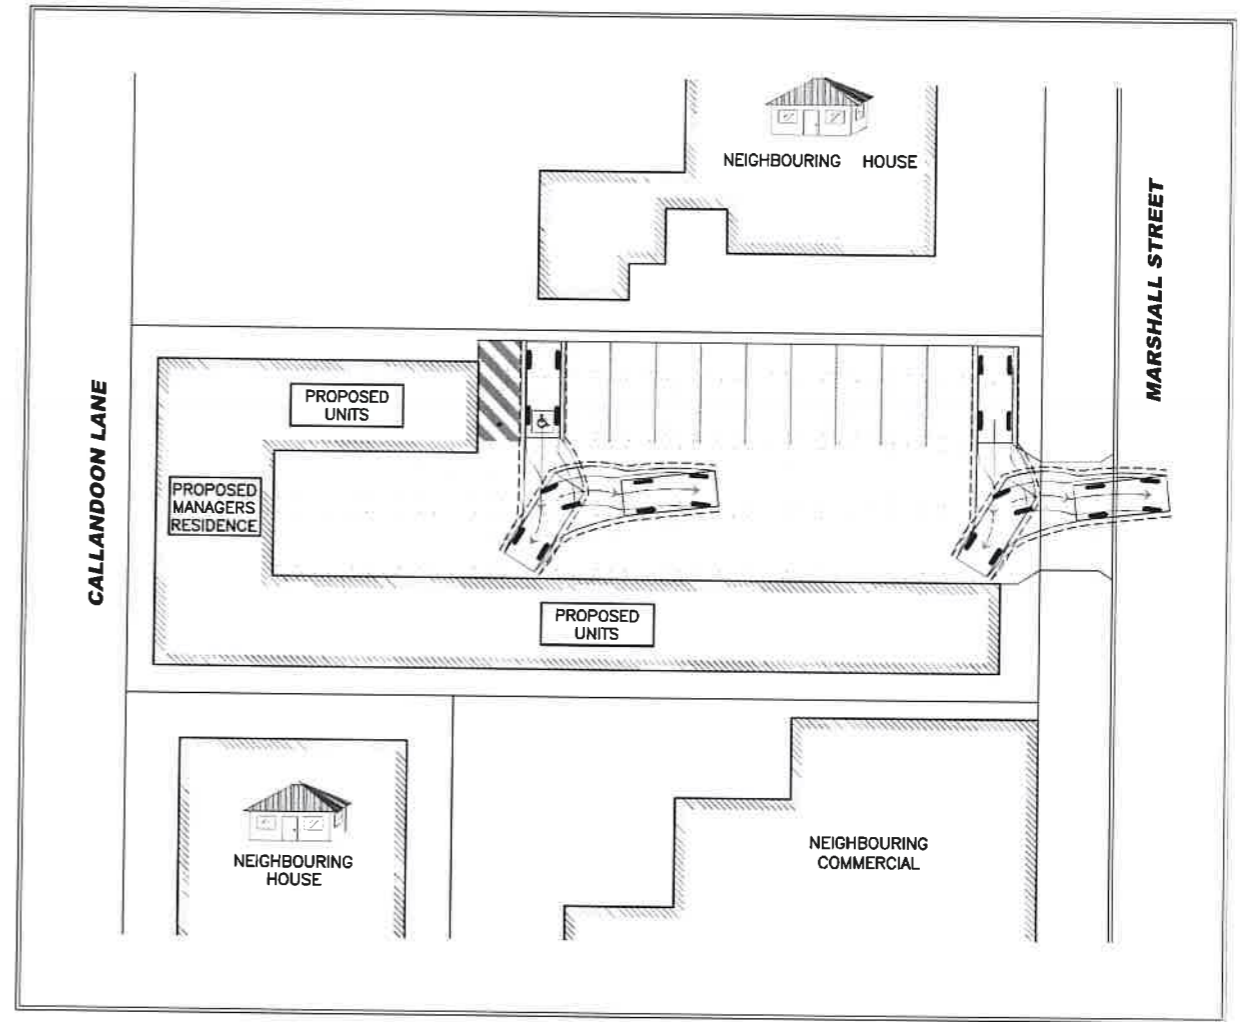 NEIGHBOURING HOUSE
MARSHALL STREET
CALLANDOON LANE
PROPOSED
UNITS
PROPOSED
MANAGERS
RESIDENCE
PROPOSED
UNITS
NEIGHBOURING
HOUSE
NEIGHBOURING
COMMERCIAL